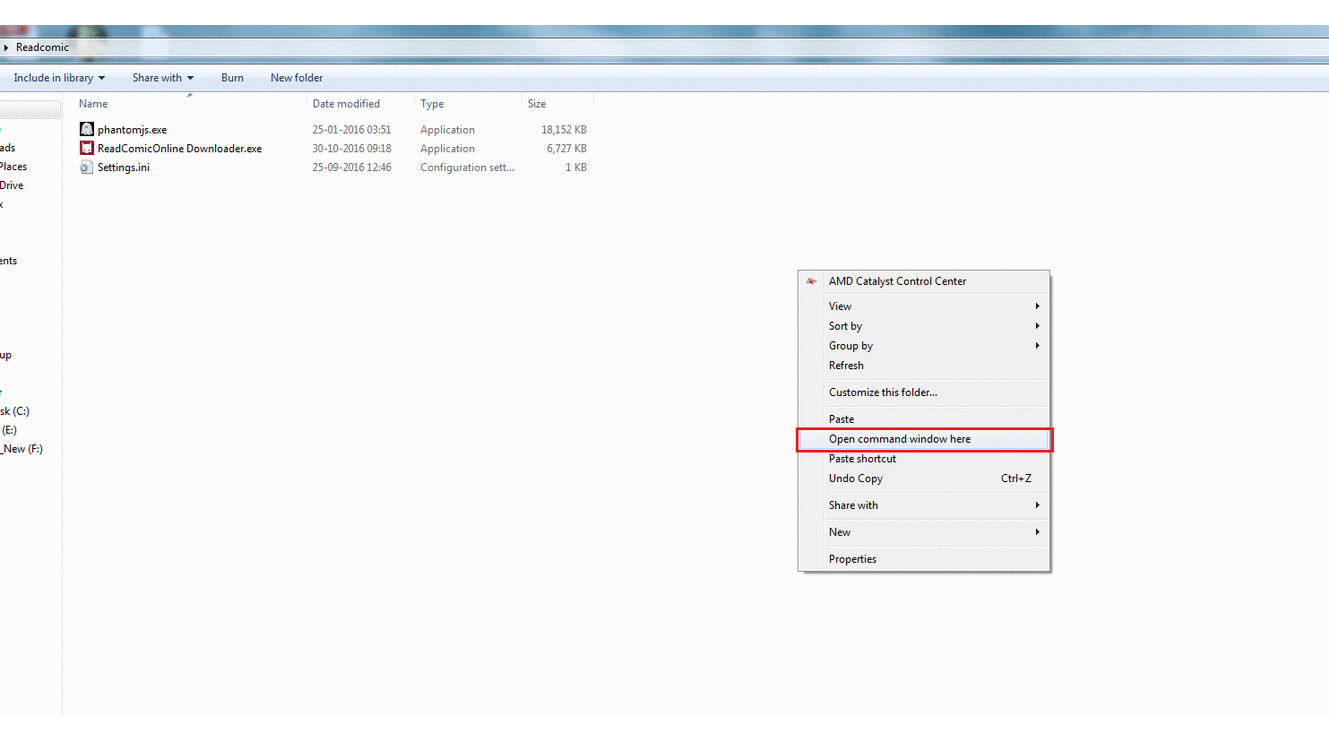 Readcomic
Include in library Share with Burn New folder
Name Date modified Type Size
phantomjs.exe 25-01-2016 03:51 Application 18,152 KB
ReadComicOnline Downloader.exe 30-10-2016 09:18 Application 6,727 KB
Settings.ini 25-09-2016 12:46 Configuration sett... 1 KB
ads
Places
Drive
x
ents
up
r
sk (C:)
(E:)
_New (F:)
AMD Catalyst Control Center
View
Sort by
Group by
Refresh
Customize this folder...
Paste
Open command window here
Paste shortcut
Undo Copy Ctrl+Z
Share with
New
Properties